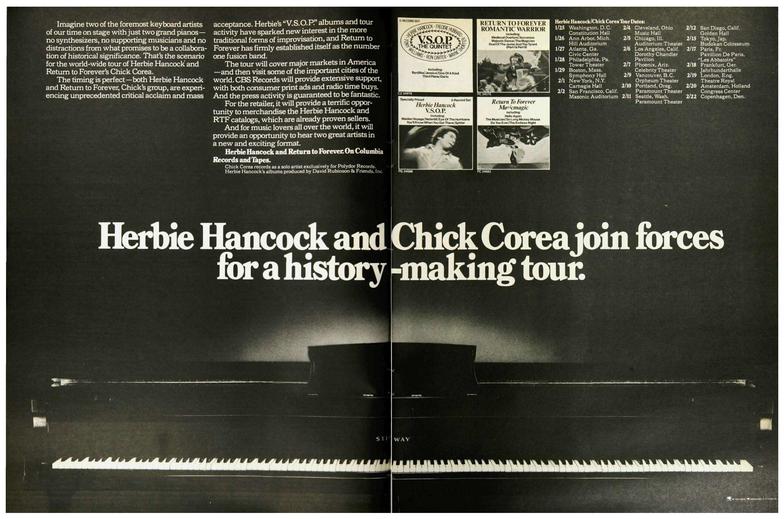 Imagine two of the foremost keyboard artists
of our time on stage with just two grand pianos—
no synthesizers, no supporting musicians and no
distractions from what promises to be a collabora-
tion of historical significance. That's the scenario
for the world-wide tour of Herbie Hancock and
Return to Forever's Chick Corea.
The timing is perfect—both Herbie Hancock
and Return to Forever, Chick's group, are experi-
encing unprecedented critical acclaim and mass
acceptance. Herbie's "V.S.O.P." albums and tour
activity have sparked new interest in the more
traditional forms of improvisation, and Return to
Forever has firmly established itself as the number
one fusion band.
The tour will cover major markets in America
—and then visit some of the important cities of the
world. CBS Records will provide extensive support,
with both consumer print ads and radio time buys.
And the press activity is guaranteed to be fantastic.
For the retailer, it will provide a terrific oppor-
tunity to merchandise the Herbie Hancock and
RTF catalogs, which are already proven sellers.
And for music lovers all over the world, it will
provide an opportunity to hear two great artists in
a new and exciting format.
Herbie Hancock and Return to Forever. On Columbia
Records and Tapes.
Chick Corea records as a solo artist exclusively for Polydor Records.
Herbie Hancock's albums produced by David Rubinson & Friends, Inc.
V.S.O.P.
THE QUINTET
including:
RETURN TO FOREVER
ROMANTIC WARRIOR
including:
Specially Priced 2-Record Set
Herbie Hancock
V.S.O.P.
including:
Return To Forever
Musicmagic
including:
Herbie Hancock/Chick Corea Tour Dates:
1/23 Washington, D.C.
Constitution Hall
1/25 Ann Arbor, Mich.
Hill Auditorium
1/27 Atlanta, Ga.
Civic Center
1/28 Philadelphia, Pa.
Tower Theater
1/29 Boston, Mass.
Symphony Hall
1/31 New York, N.Y.
Carnegie Hall
2/2 San Francisco, Calif.
Masonic Auditorium
2/4 Cleveland, Ohio
Music Hall
2/5 Chicago, Ill.
Auditorium Theater
2/6 Los Angeles, Calif.
Dorothy Chandler
Pavilion
2/7 Phoenix, Ariz.
Celebrity Theater
2/9 Vancouver, B.C.
Orpheum Theater
2/10 Portland, Oreg.
Paramount Theater
2/11 Seattle, Wash.
Paramount Theater
2/12 San Diego, Calif.
Golden Hall
2/15 Tokyo, Jap.
Budokan Colosseum
2/17 Paris, Fr.
Pavillon De Paris,
"Les Abbatoirs"
2/18 Frankfurt, Ger.
Jahrhunderthalle
2/19 London, Eng.
Theatre Royal
2/20 Amsterdam, Holland
Congress Center
2/22 Copenhagen, Den.
Herbie Hancock and Chick Corea join forces
for a history-making tour.